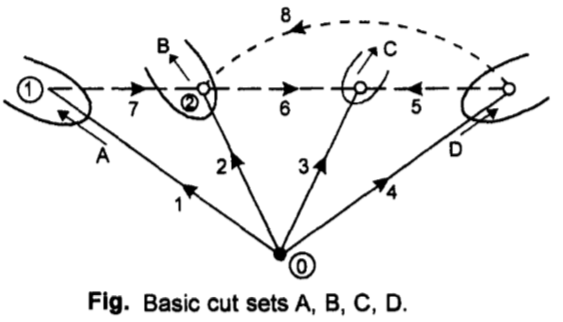 8
B
C
① ②
7 6 5
A
D
2 3
1 4
⓪
Fig. Basic cut sets A, B, C, D.